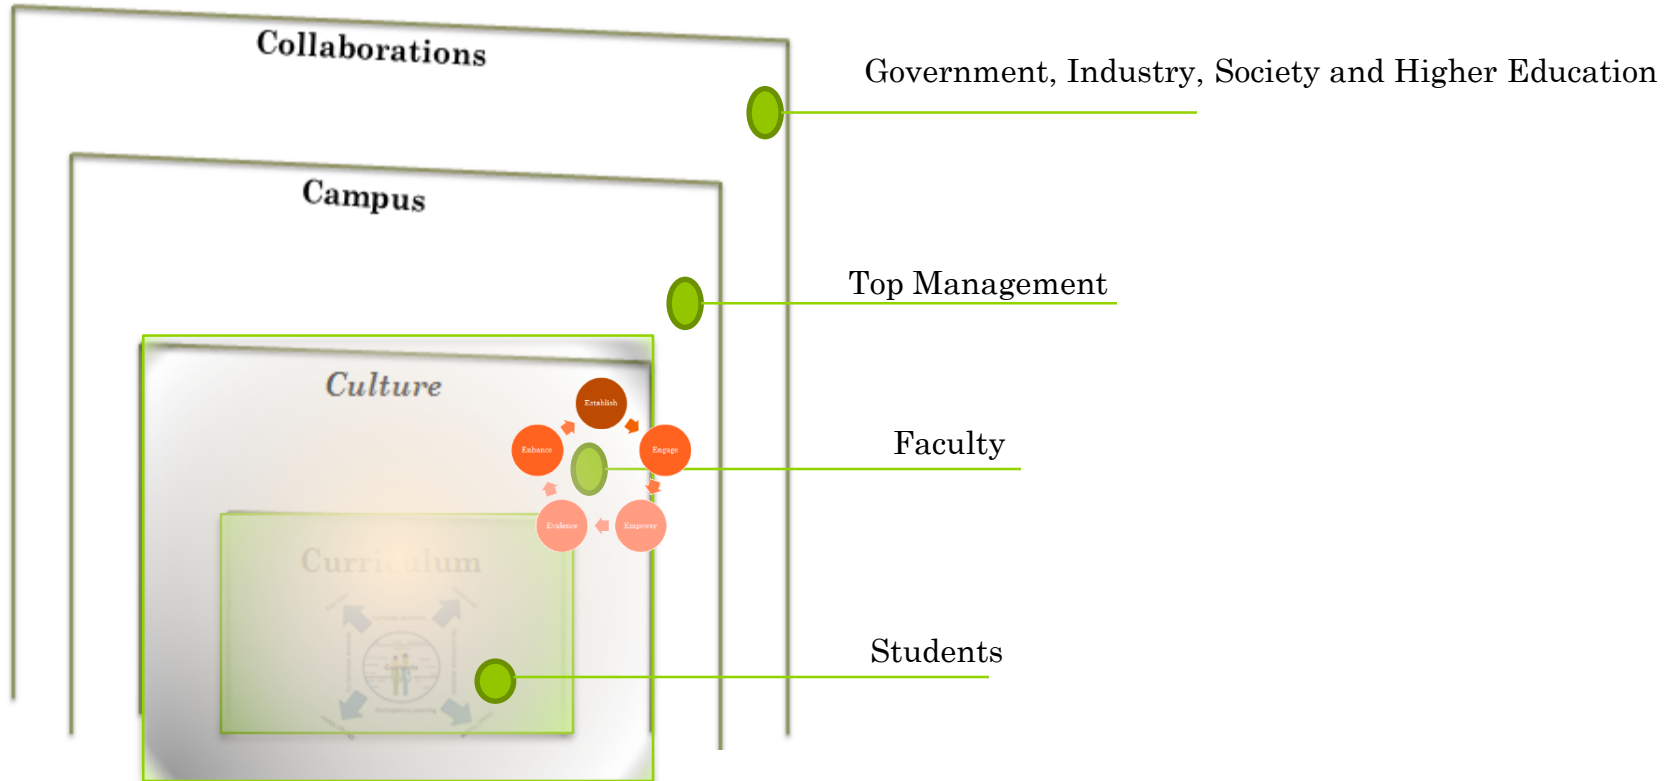 Collaborations
Government, Industry, Society and Higher Education
Campus
Top Management
Culture
Establish
Enhance
Engage
Faculty
Evidence
Empower
Curriculum
Students